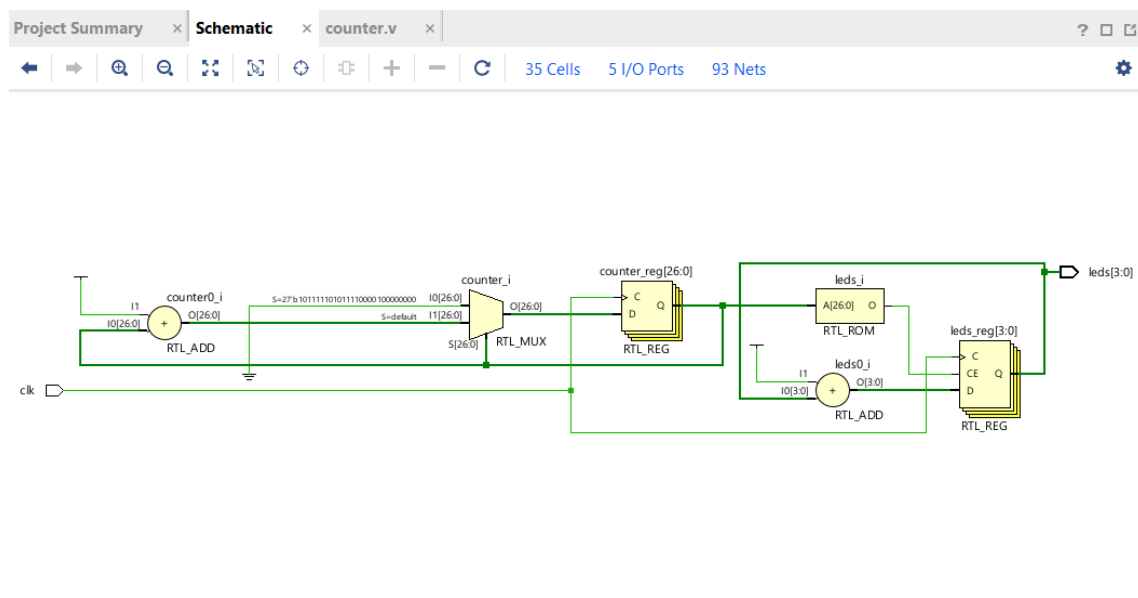 Project Summary × Schematic × counter.v ×
?
35 Cells 5 I/O Ports 93 Nets
counter_reg[26:0]
C
D
Q
RTL_REG
counter_i
S=27'b101111101011110000100000000 I0[26:0]
S=default I1[26:0]
S[26:0]
O[26:0]
RTL_MUX
counter0_i
I1
I0[26:0]
+
O[26:0]
RTL_ADD
clk
leds_i
A[26:0] O
RTL_ROM
leds0_i
I1
I0[3:0]
+
O[3:0]
RTL_ADD
leds_reg[3:0]
C
CE
D
Q
RTL_REG
leds[3:0]